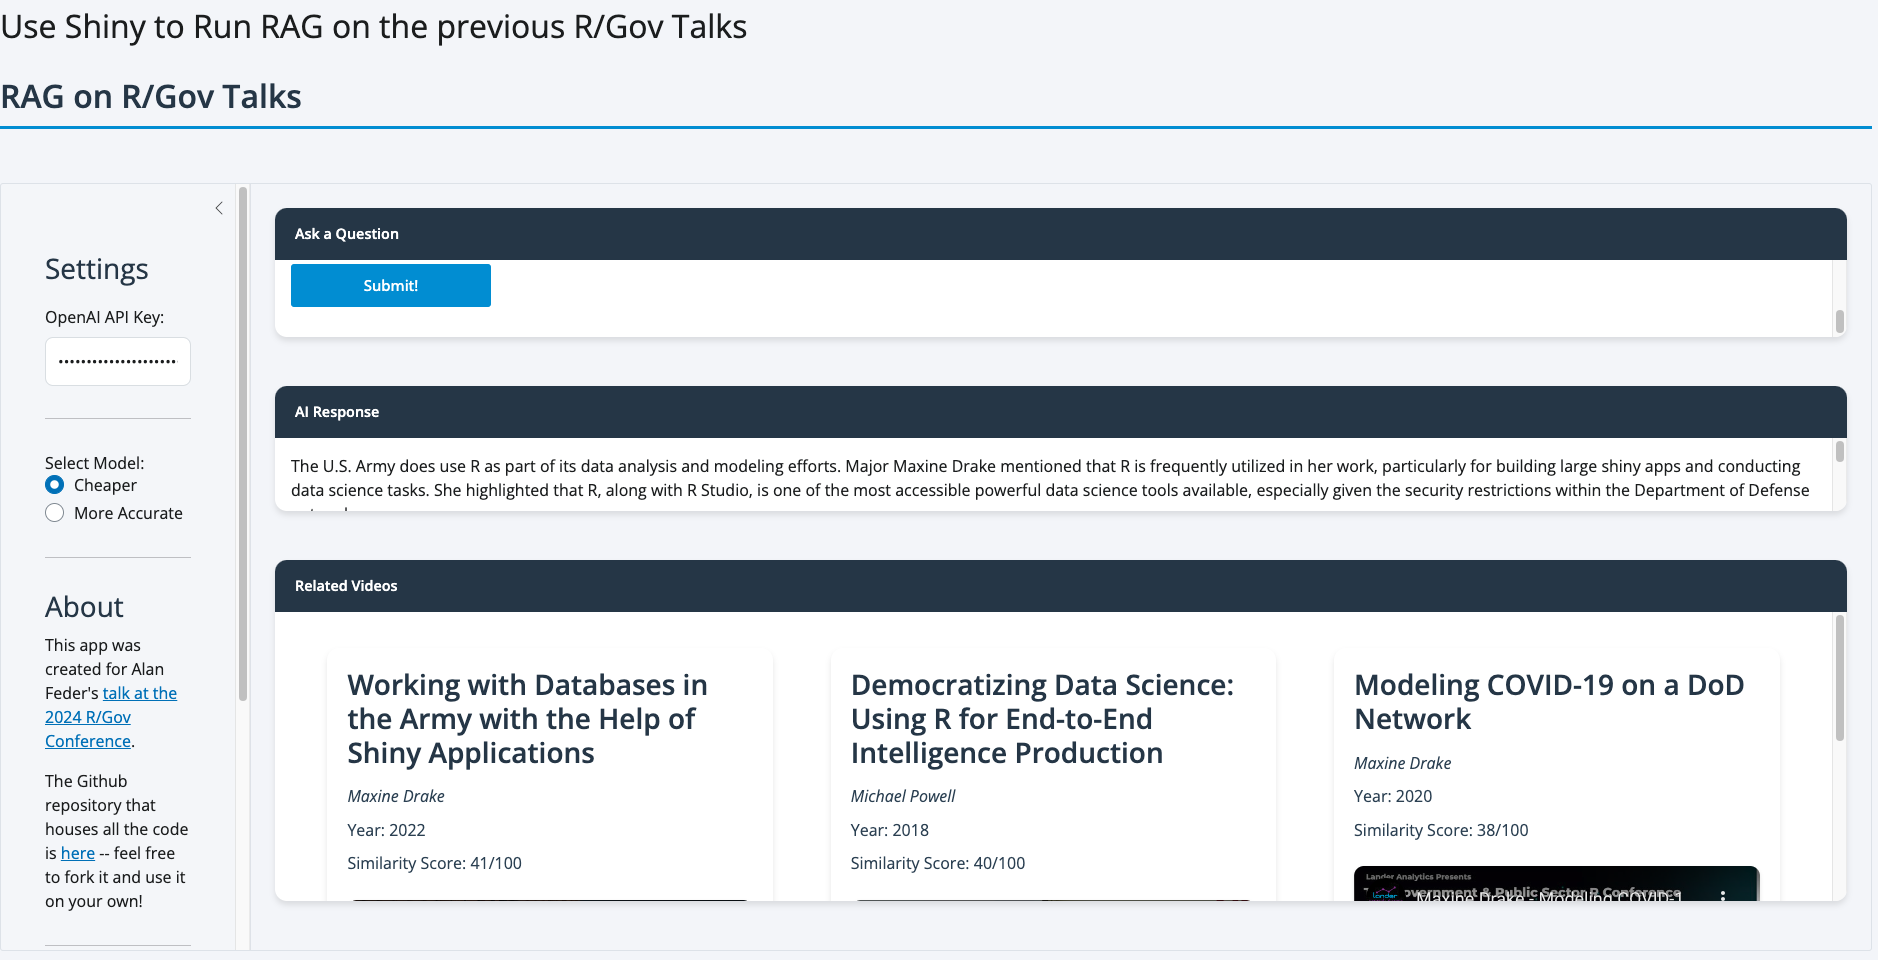 Use Shiny to Run RAG on the previous R/Gov Talks
RAG on R/Gov Talks
Settings
OpenAI API Key:
Select Model:
Cheaper
More Accurate
About
This app was
created for Alan
Feder's talk at the
2024 R/Gov
Conference.
The Github
repository that
houses all the code
is here -- feel free
to fork it and use it
on your own!
Ask a Question
Submit!
AI Response
The U.S. Army does use R as part of its data analysis and modeling efforts. Major Maxine Drake mentioned that R is frequently utilized in her work, particularly for building large shiny apps and conducting
data science tasks. She highlighted that R, along with R Studio, is one of the most accessible powerful data science tools available, especially given the security restrictions within the Department of Defense
Related Videos
Working with Databases in
the Army with the Help of
Shiny Applications
Maxine Drake
Year: 2022
Similarity Score: 41/100
Democratizing Data Science:
Using R for End-to-End
Intelligence Production
Michael Powell
Year: 2018
Similarity Score: 40/100
Modeling COVID-19 on a DoD
Network
Maxine Drake
Year: 2020
Similarity Score: 38/100
Lander Analytics Presents
Public Sector R Conference
Maxine Drake - Modeling COVID-1